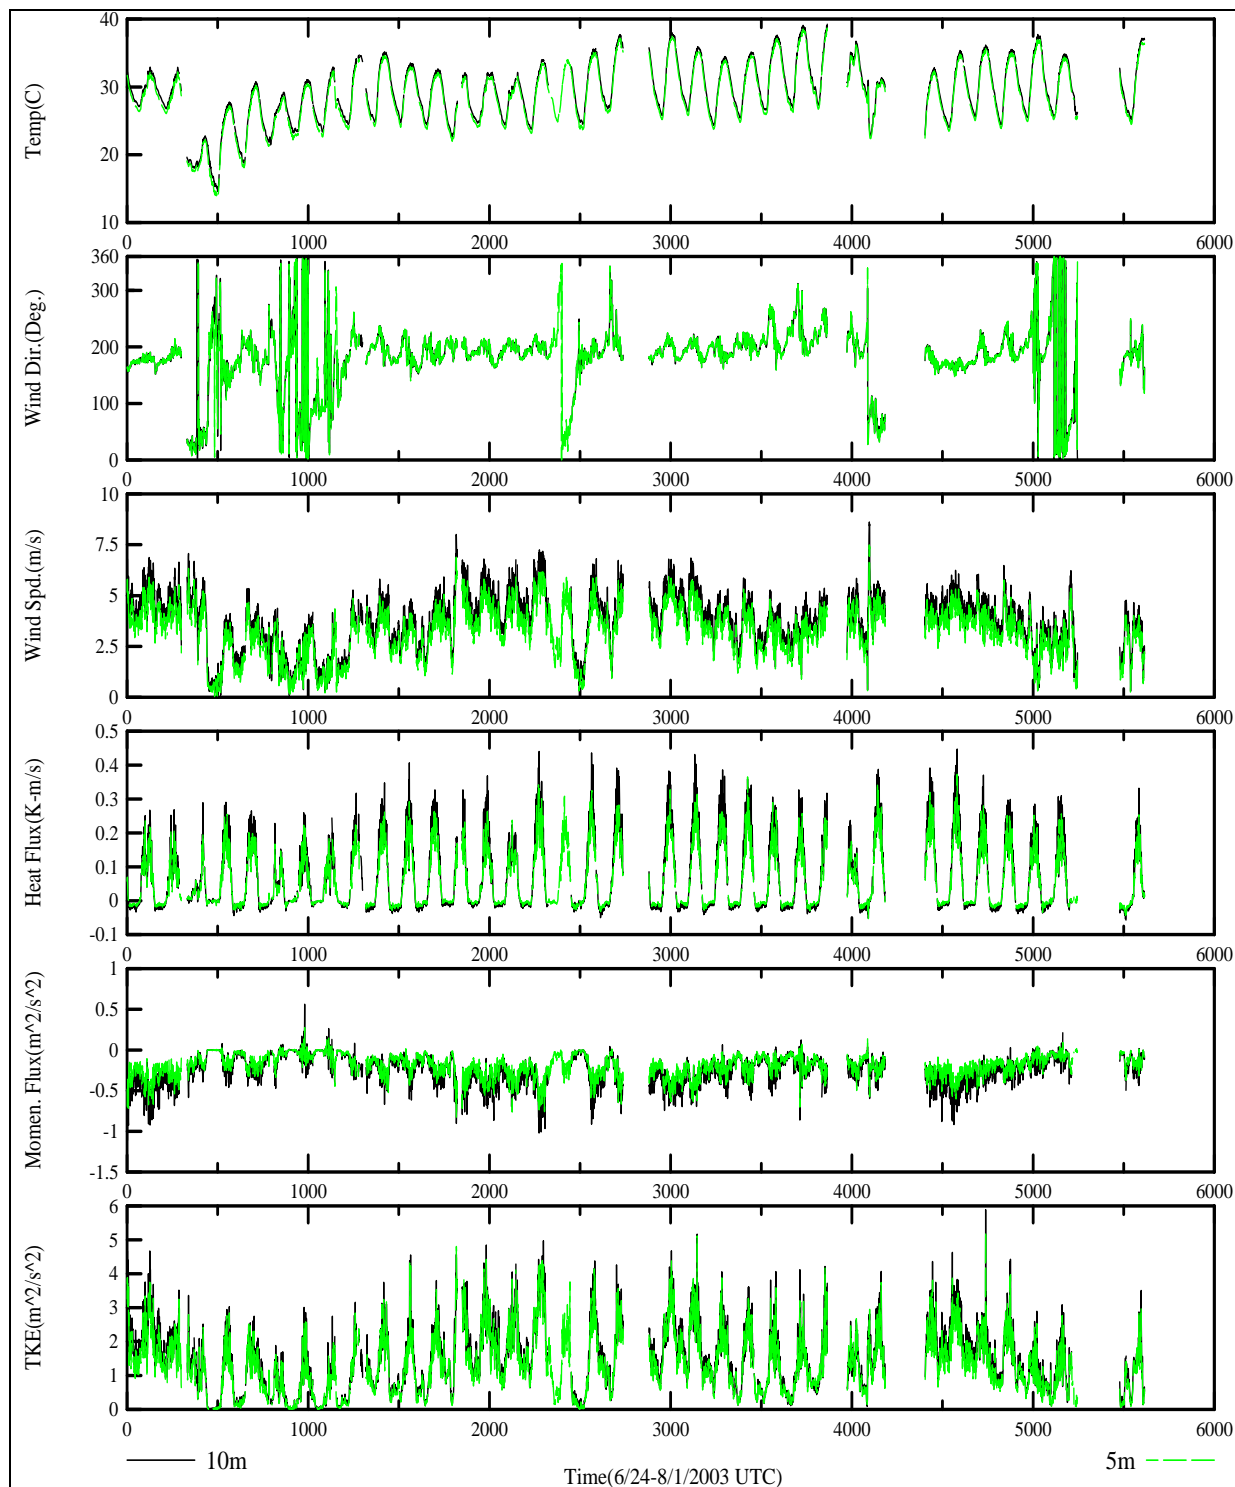 Temp(C)
40
30
20
10
0 1000 2000 3000 4000 5000 6000
Wind Dir.(Deg.)
360
300
200
100
0
0 1000 2000 3000 4000 5000 6000
Wind Spd.(m/s)
10
7.5
5
2.5
0
0 1000 2000 3000 4000 5000 6000
Heat Flux(K-m/s)
0.5
0.4
0.3
0.2
0.1
0
-0.1
0 1000 2000 3000 4000 5000 6000
Momen. Flux(m^2/s^2)
1
0.5
0
-0.5
-1
-1.5
0 1000 2000 3000 4000 5000 6000
TKE(m^2/s^2)
6
5
4
3
2
1
0
0 1000 2000 3000 4000 5000 6000
10m 5m
Time(6/24-8/1/2003 UTC)